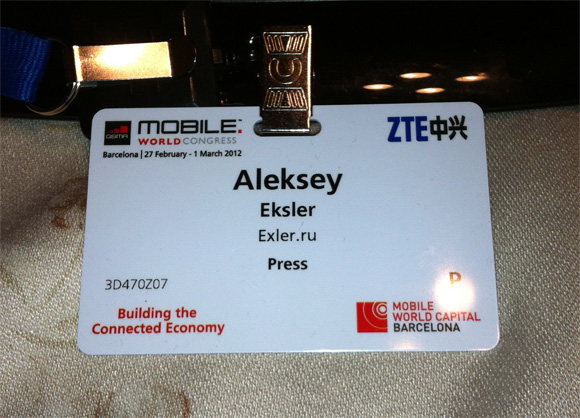 GSMA
MOBILE
WORLD CONGRESS
Barcelona | 27 February - 1 March 2012
ZTE中兴
Aleksey
Eksler
Exler.ru
Press
3D470Z07
P
Building the
Connected Economy
MOBILE
WORLD CAPITAL
BARCELONA